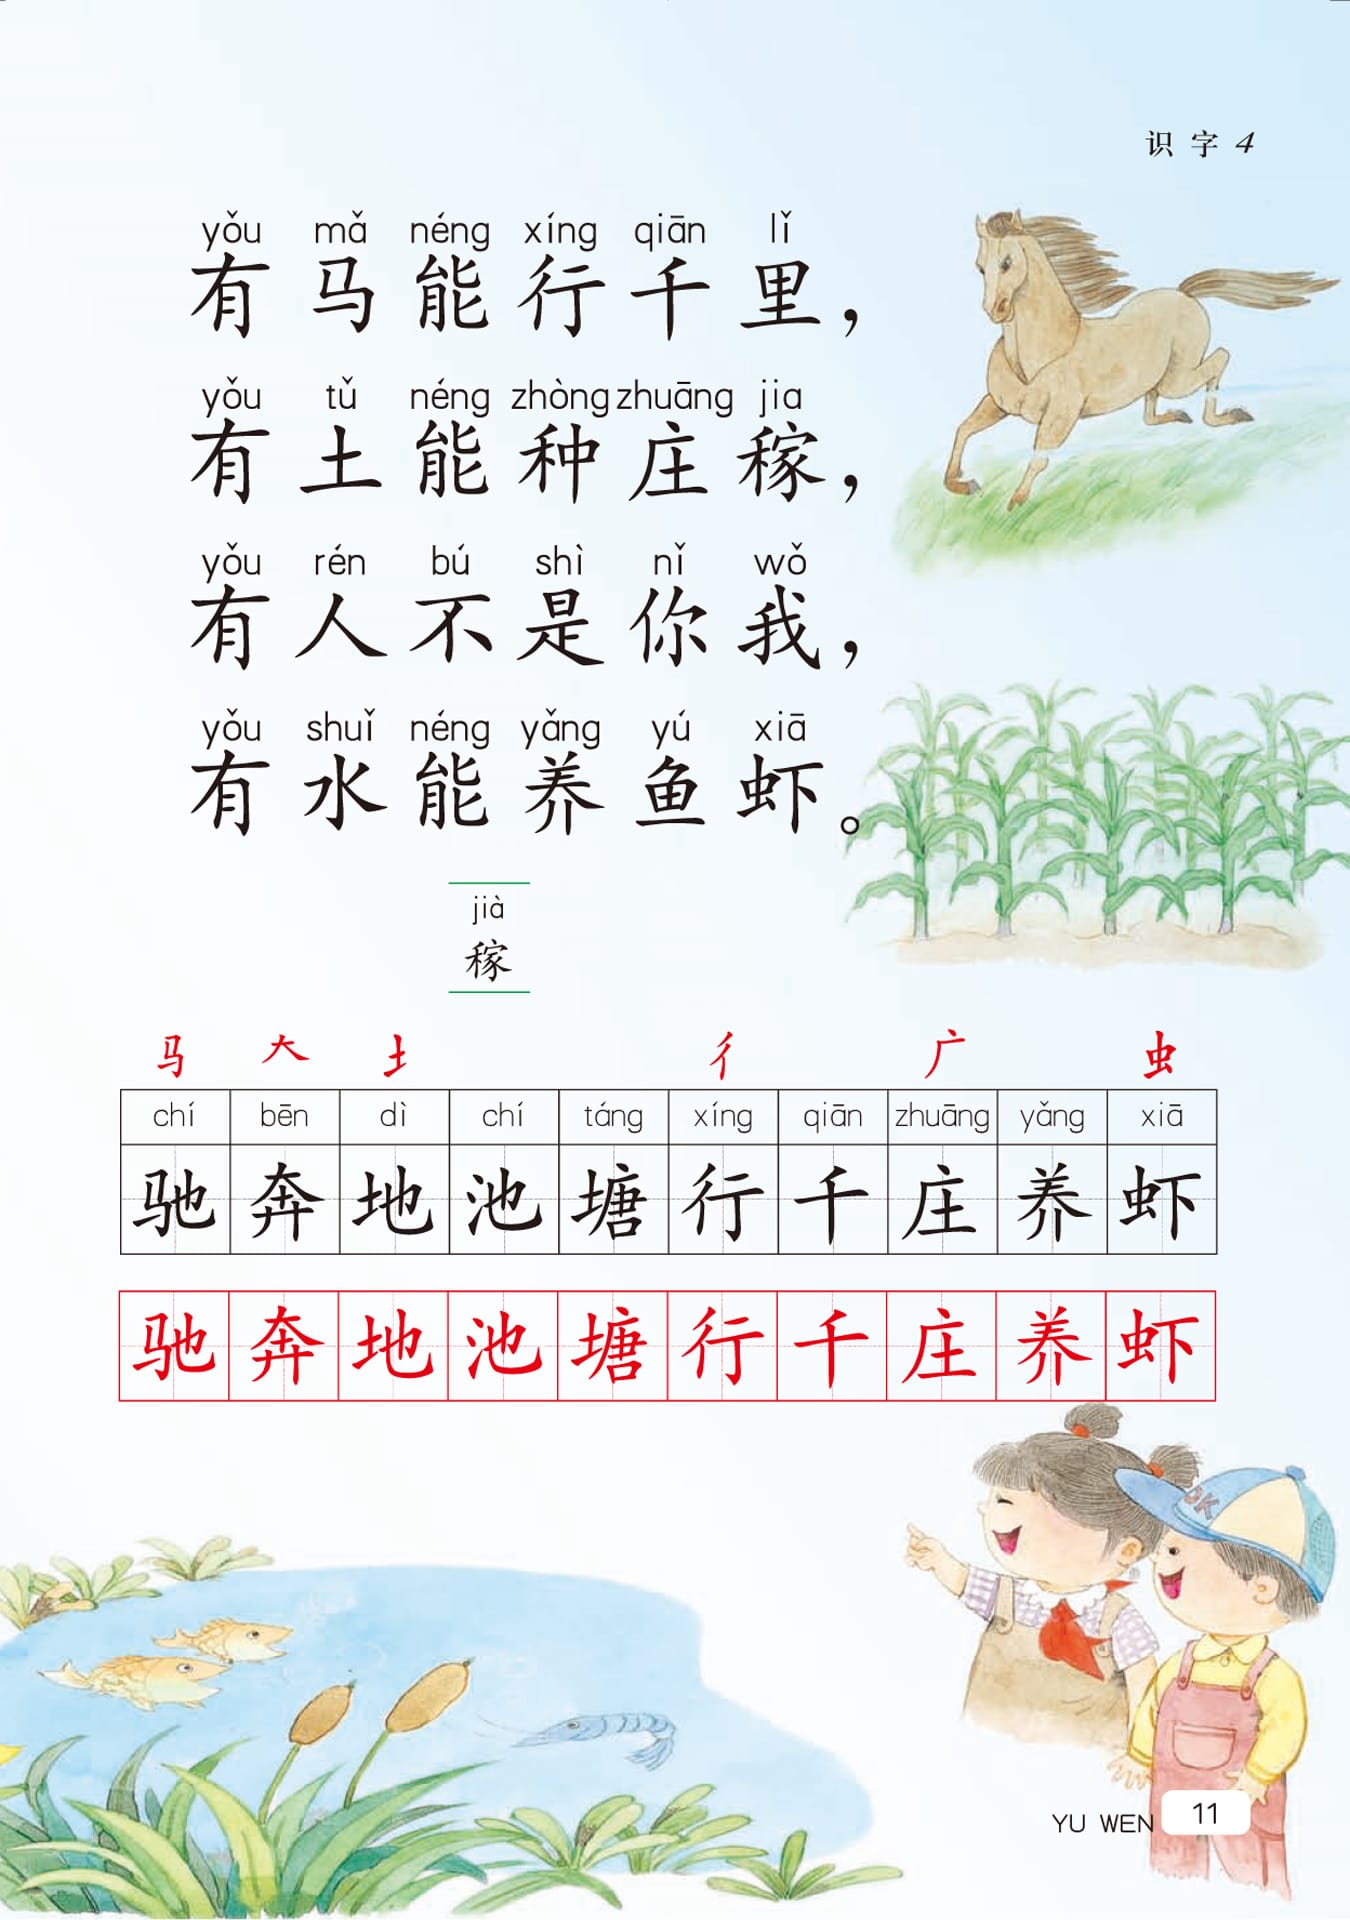 识字 4
yǒu mǎ néng xíng qiān lǐ
有马能行千里，
yǒu tǔ néng zhòng zhuāng jia
有土能种庄稼，
yǒu rén bú shì nǐ wǒ
有人不是你我，
yǒu shuǐ néng yǎng yú xiā
有水能养鱼虾。
jià
稼
马 𡗗 土 彳 广 虫
chí bēn dì chí táng xíng qiān zhuāng yǎng xiā
驰 奔 地 池 塘 行 千 庄 养 虾
驰 奔 地 池 塘 行 千 庄 养 虾
OK
YU WEN 11